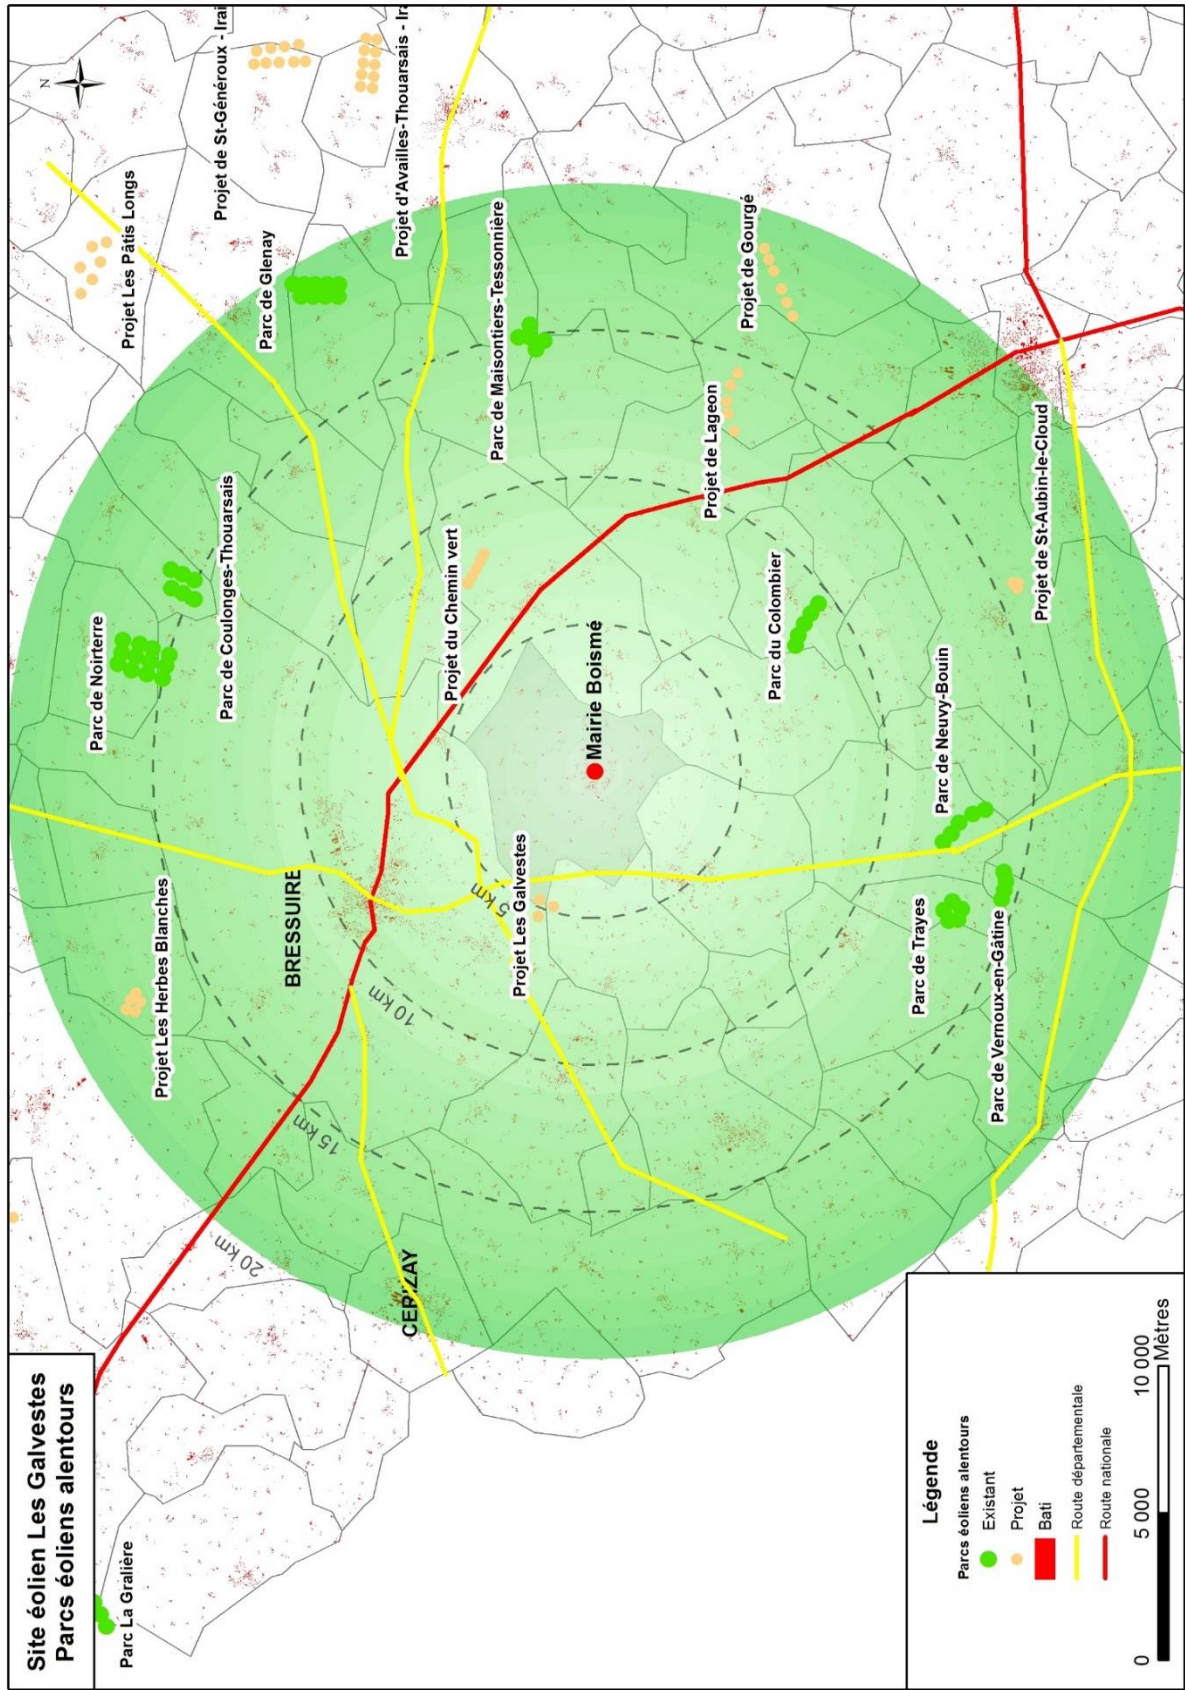 Site éolien Les Galvestes
Parcs éoliens alentours
N
Parc La Gralière
Projet Les Herbes Blanches
Parc de Noirterre
Parc de Coulonges-Thouarsais
Projet Les Pâtis Longs
Projet de St-Généroux - Irai
Parc de Glenay
Projet d'Availles-Thouarsais - Ira
BRESSUIRE
CERIZAY
20 km
15 km
10 km
5 km
Projet du Chemin vert
Parc de Maisontiers-Tessonnière
Projet Les Galvestes
Mairie Boismé
Projet de Lageon
Projet de Gourgé
Parc du Colombier
Parc de Neuvy-Bouin
Parc de Trayes
Parc de Vernoux-en-Gâtine
Projet de St-Aubin-le-Cloud
Légende
Parcs éoliens alentours
Existant
Projet
Bati
Route départementale
Route nationale
0 5 000 10 000
Mètres